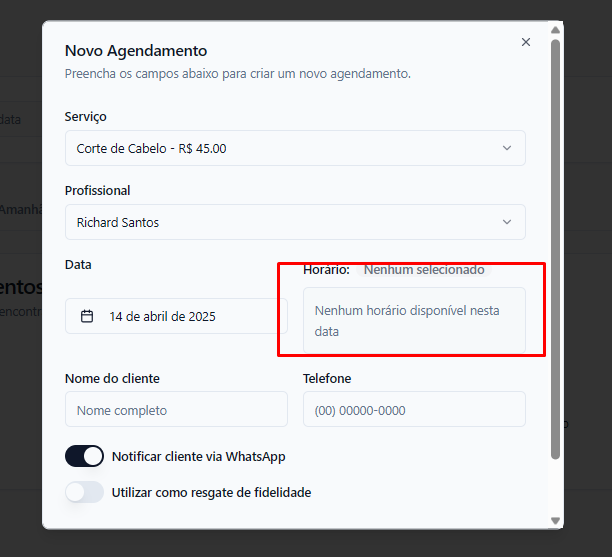 Novo Agendamento
Preencha os campos abaixo para criar um novo agendamento.
data
Serviço
Corte de Cabelo - R$ 45.00
Profissional
Amanhã
Richard Santos
Data
Horário: Nenhum selecionado
entos
encontr
14 de abril de 2025
Nenhum horário disponível nesta
data
Nome do cliente
Telefone
Nome completo
(00) 00000-0000
Notificar cliente via WhatsApp
Utilizar como resgate de fidelidade